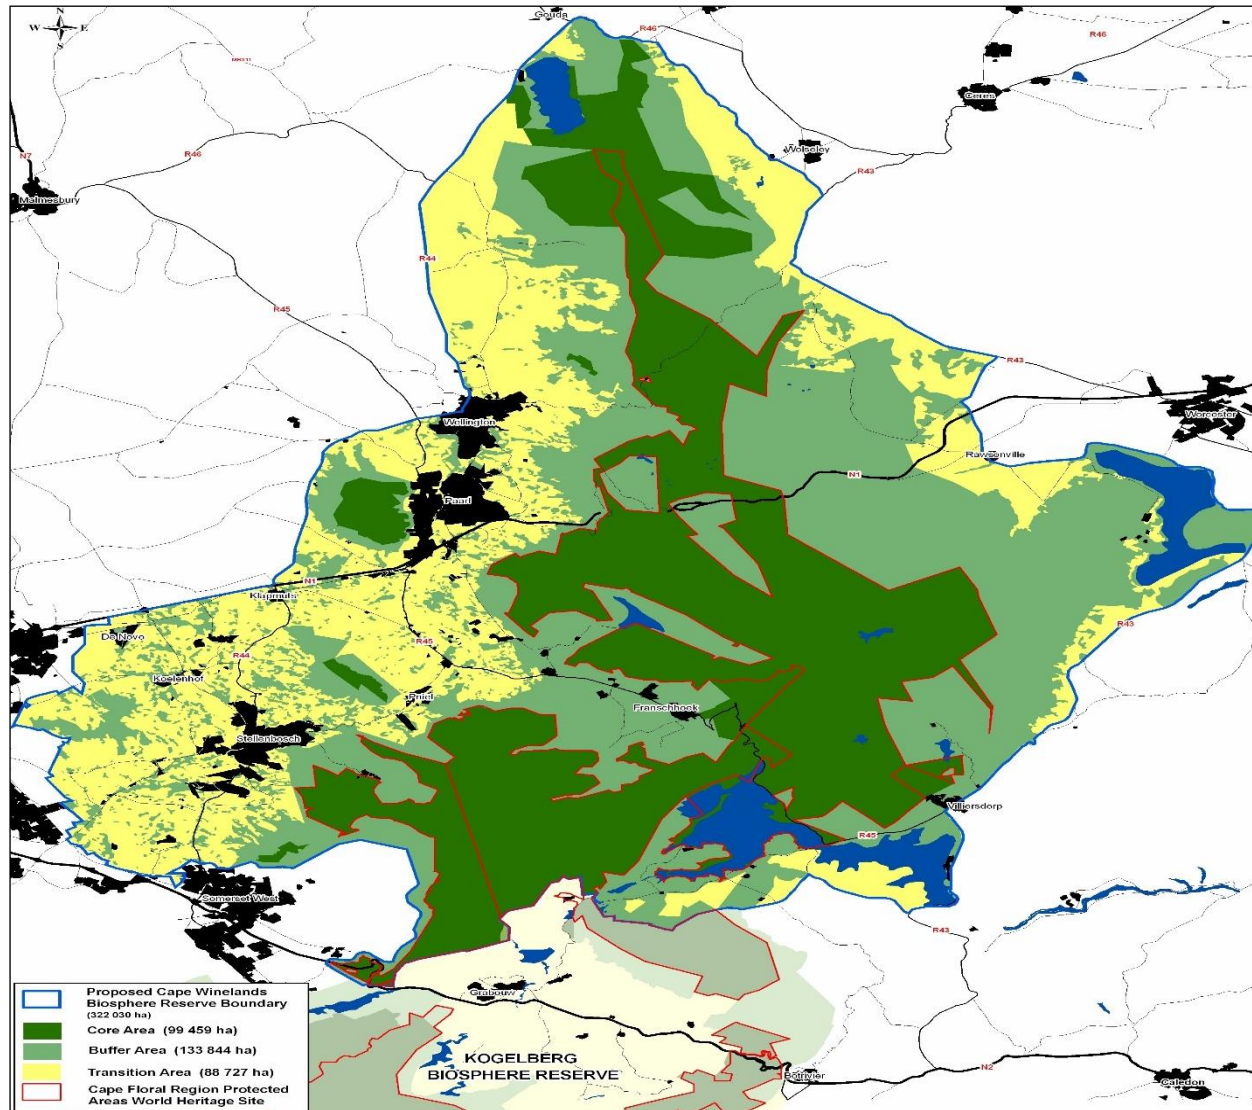 N
W E
S
Gouda
R46
R46
MR311
Ceres
Wolseley
R46
R43
N7
Malmesbury
R44
R45
R43
Worcester
Wellington
Rawsonville
N1
Paarl
N1
Klapmuts
De Novo
R45
R43
R44
Koelenhof
Pniel
Franschhoek
Stellenbosch
Villiersdorp
R45
Somerset West
R43
Grabouw
KOGELBERG
BIOSPHERE RESERVE
N2
Botrivier
Caledon
Proposed Cape Winelands
Biosphere Reserve Boundary
(322 030 ha)
Core Area (99 459 ha)
Buffer Area (133 844 ha)
Transition Area (88 727 ha)
Cape Floral Region Protected
Areas World Heritage Site